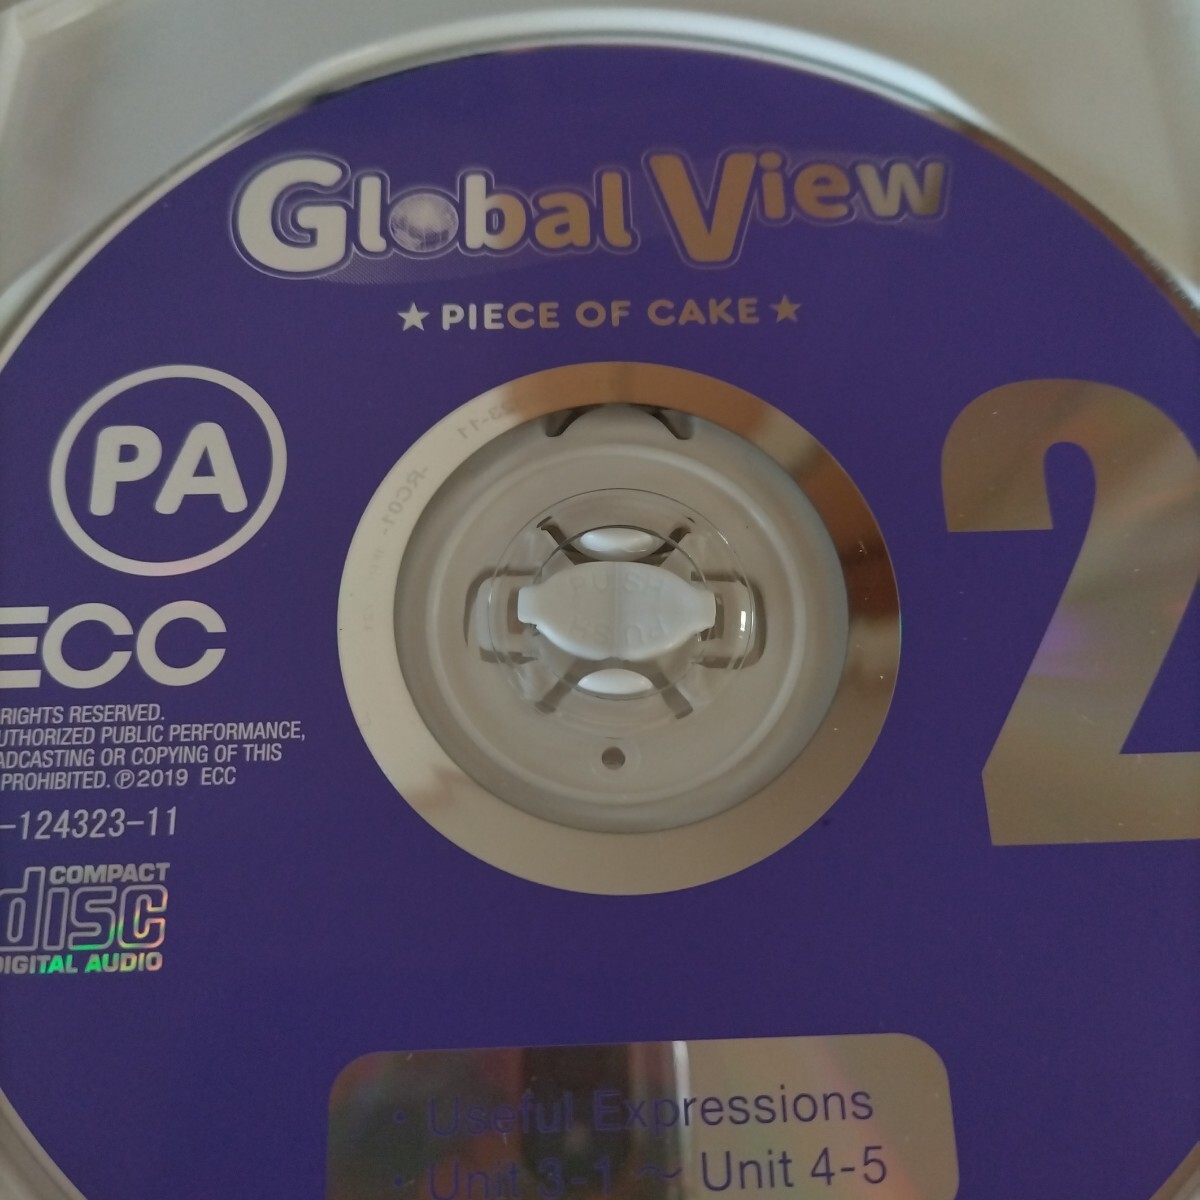 Global View
★ PIECE OF CAKE ★
PA
2
ECC
RIGHTS RESERVED.
UTHORIZED PUBLIC PERFORMANCE,
ADCASTING OR COPYING OF THIS
PROHIBITED. ℗2019 ECC
-124323-11
COMPACT
disc
DIGITAL AUDIO
PUSH
PUSH
・Useful Expressions
・Unit 3-1 ～ Unit 4-5